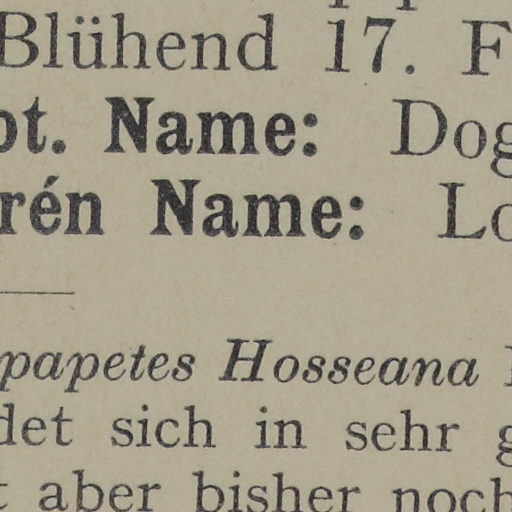 Blühend 17. F
ot. Name: Dog
rén Name: Lo
papetes Hosseana
det sich in sehr g
t aber bisher noch